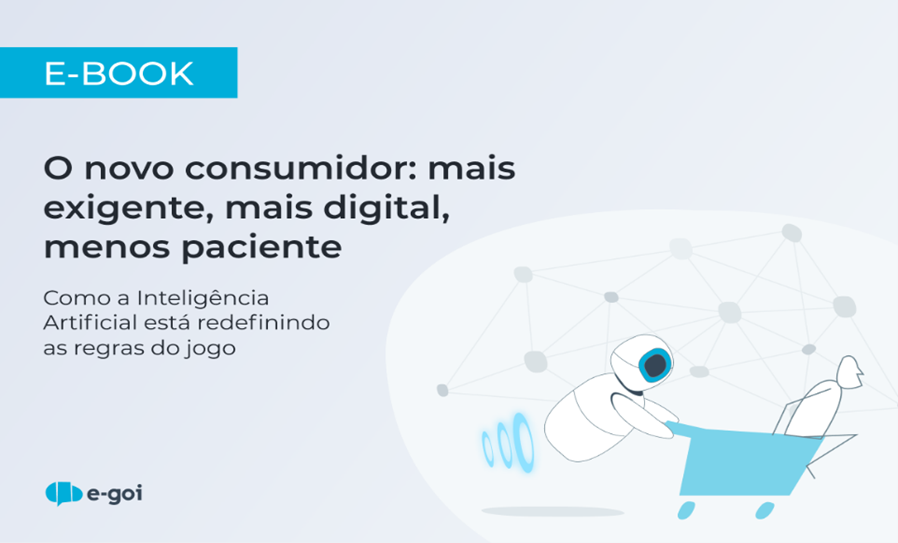 E-BOOK
O novo consumidor: mais
exigente, mais digital,
menos paciente
Como a Inteligência
Artificial está redefinindo
as regras do jogo
e-goi